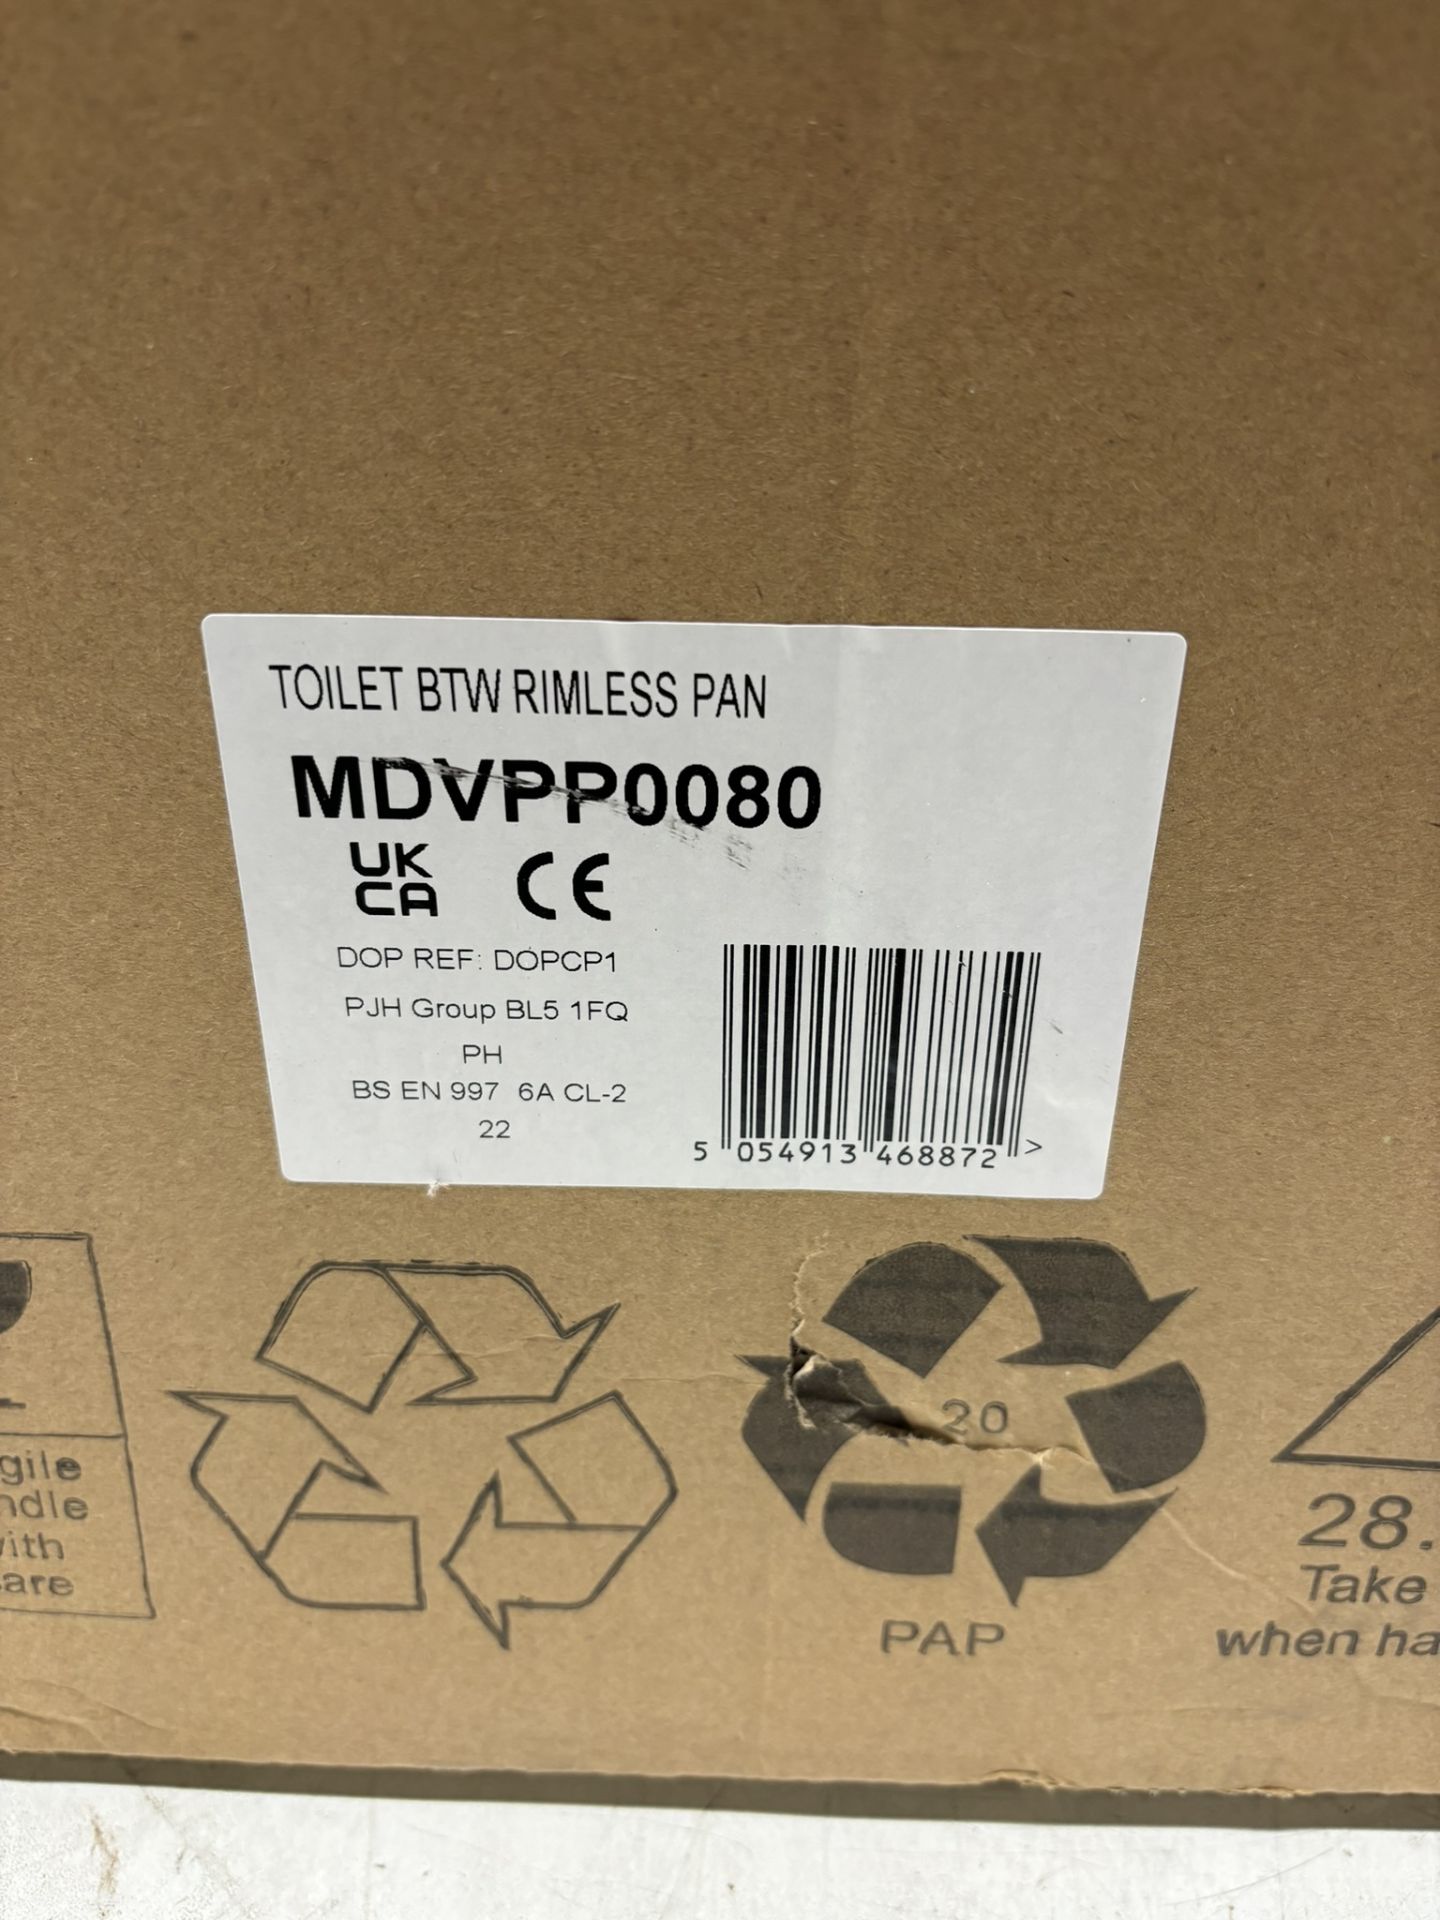 TOILET BTW RIMLESS PAN
MDVPP0080
UK
CA
CE
DOP REF: DOPCP1
PJH Group BL5 1FQ
PH
BS EN 997 6A CL-2
22
5 054913 468872 >
gile
ndle
with
are
20
PAP
28.
Take
when ha